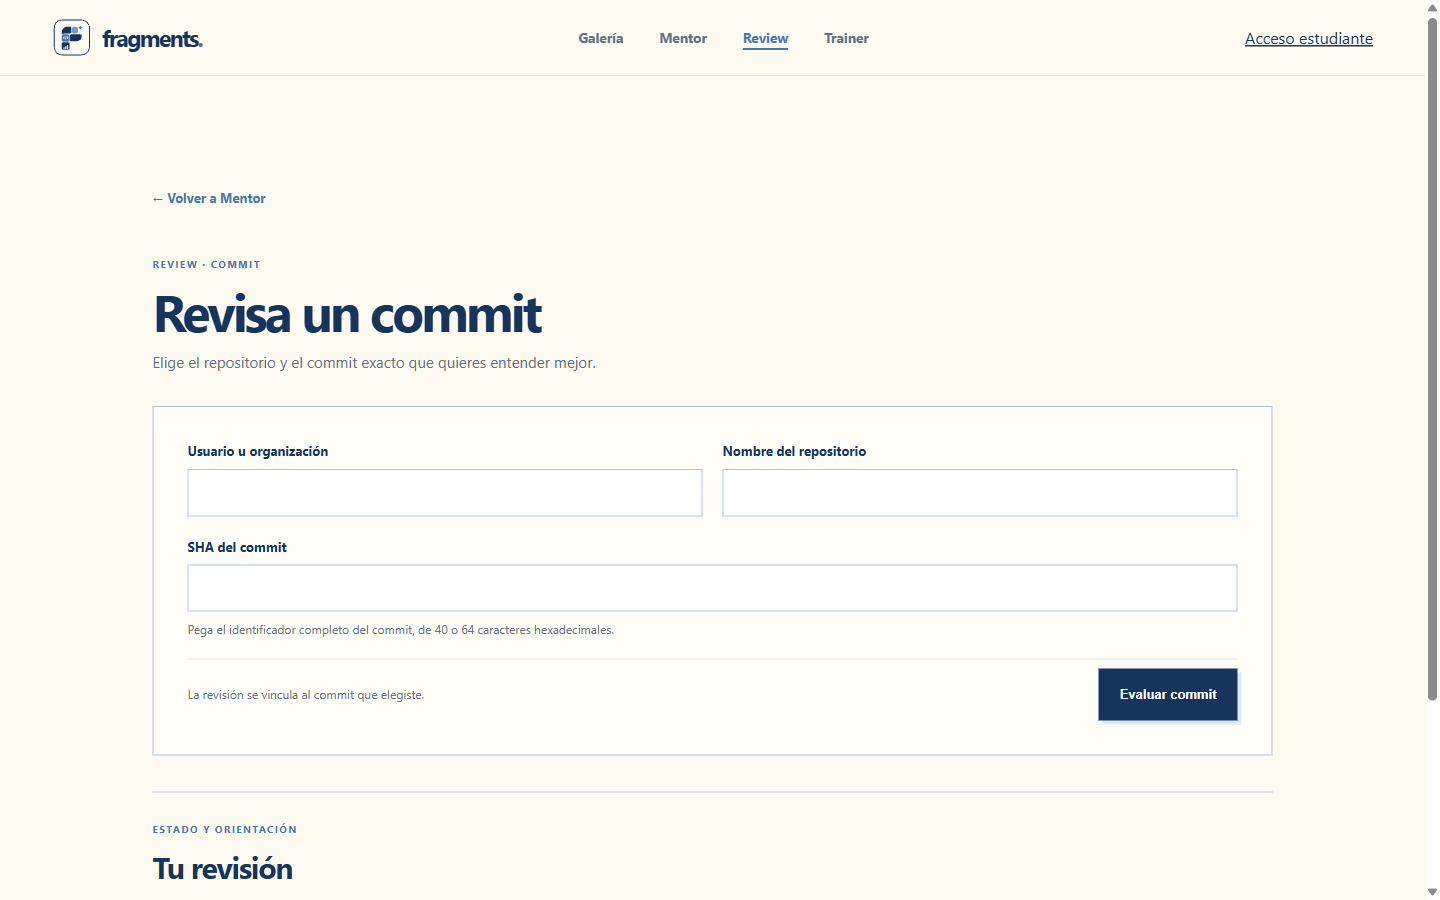 fragments.
Galería
Mentor
Review
Trainer
Acceso estudiante
← Volver a Mentor
REVIEW · COMMIT
Revisa un commit
Elige el repositorio y el commit exacto que quieres entender mejor.
Usuario u organización
Nombre del repositorio
SHA del commit
Pega el identificador completo del commit, de 40 o 64 caracteres hexadecimales.
La revisión se vincula al commit que elegiste.
Evaluar commit
ESTADO Y ORIENTACIÓN
Tu revisión